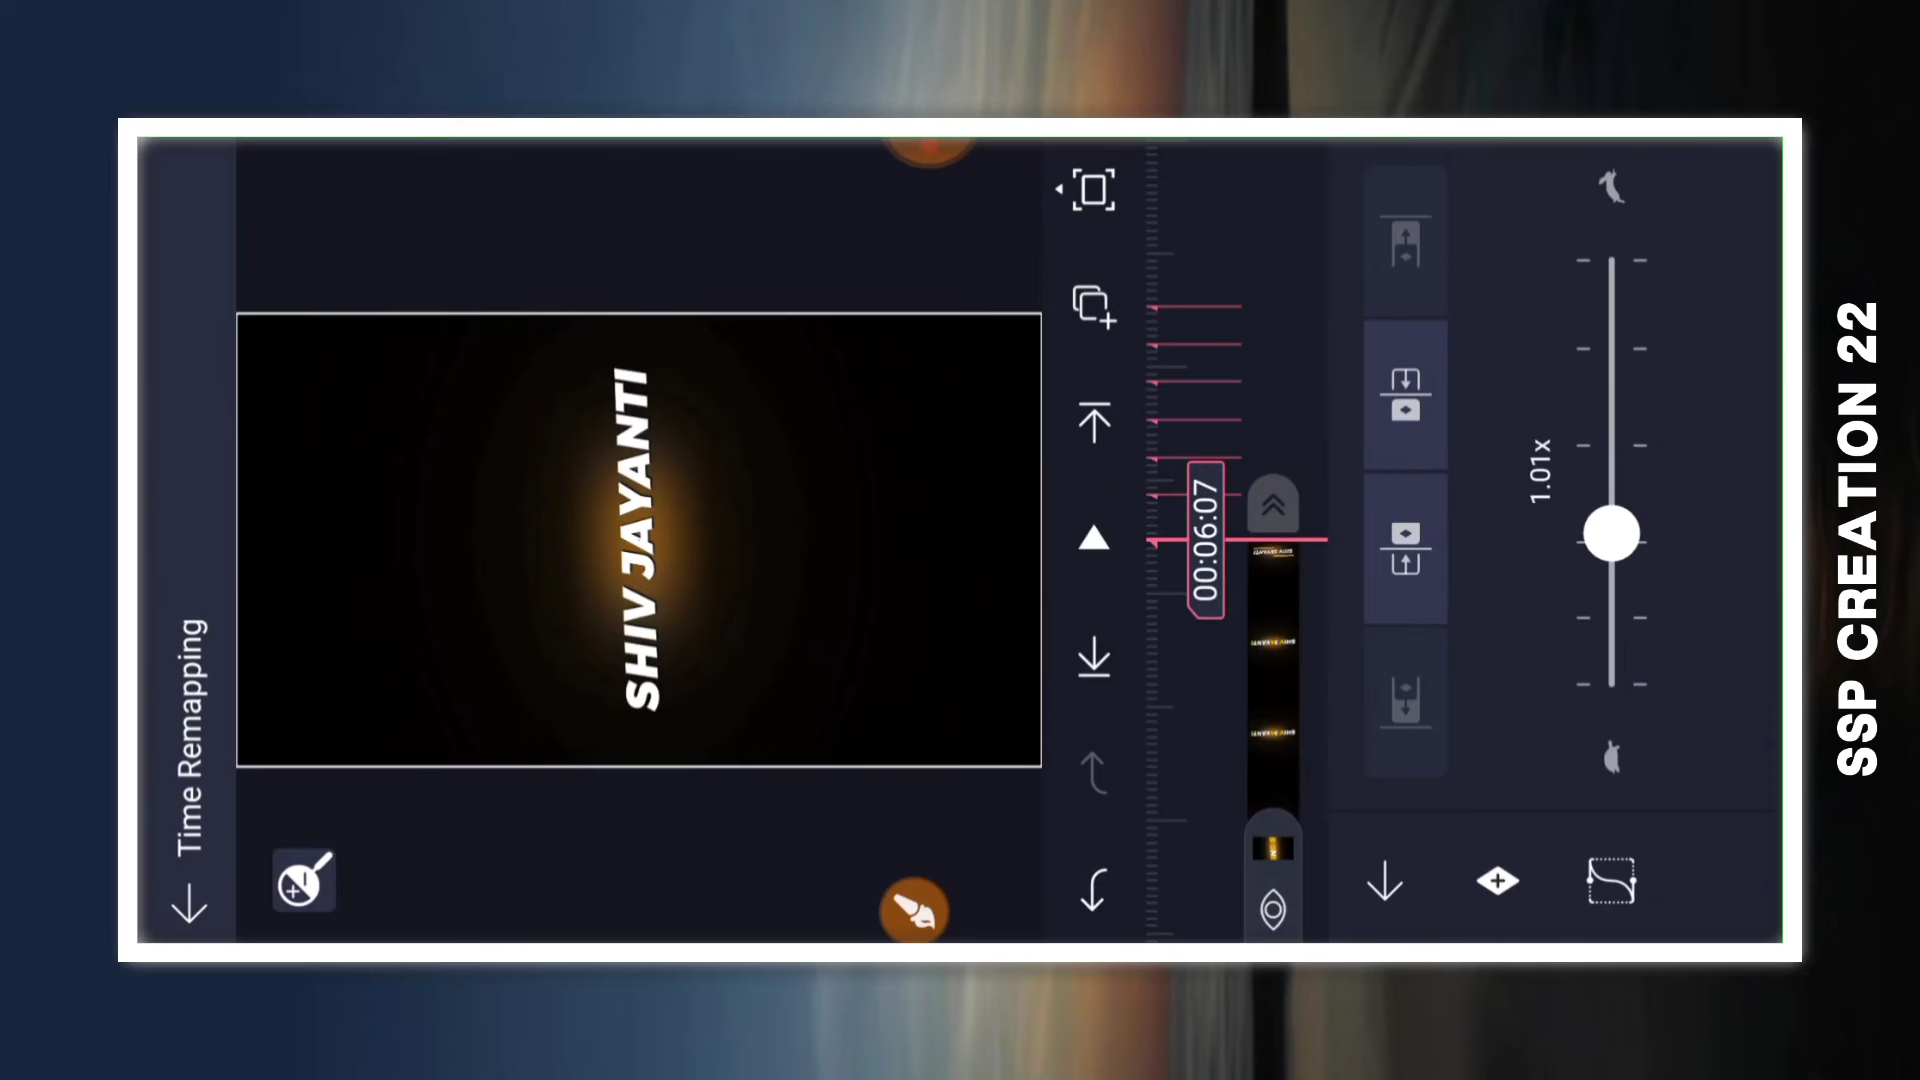 Time Remapping
SHIV JAYANTI
00:06:07
1.01x
SSP CREATION 22